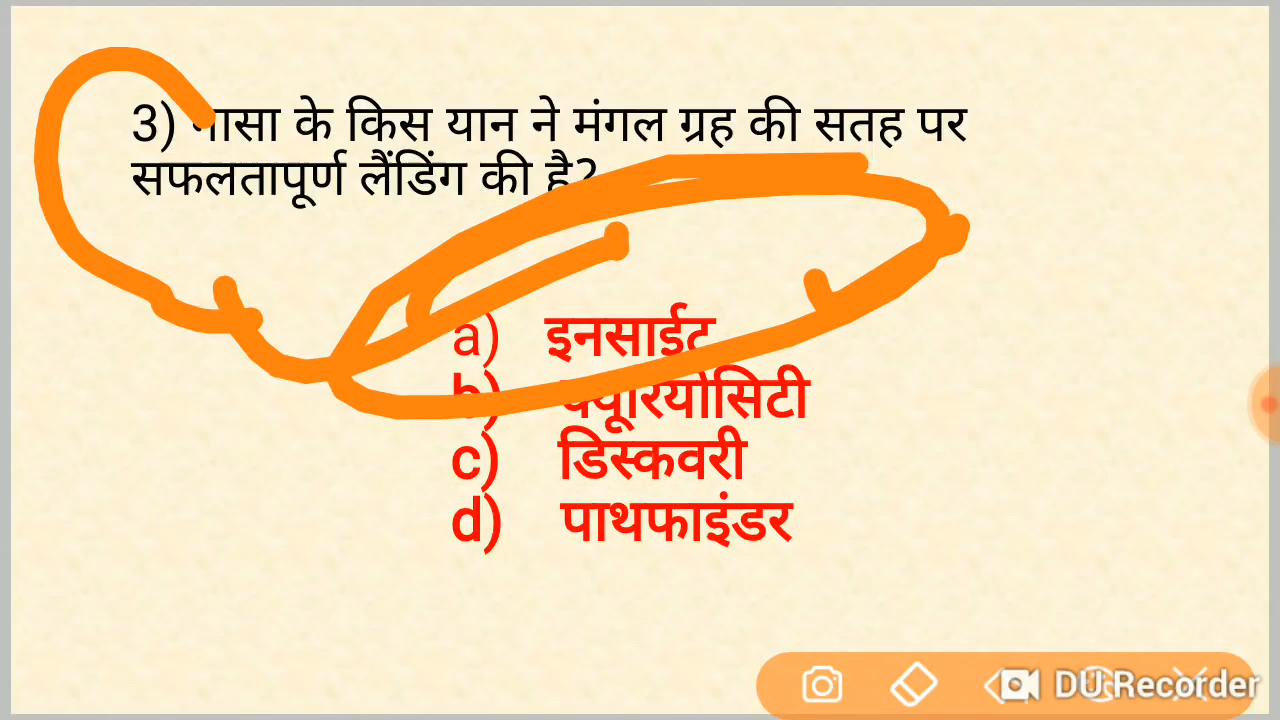 3) नासा के किस यान ने मंगल ग्रह की सतह पर
सफलतापूर्ण लैंडिंग की है?
a) इनसाईट
b) क्यूरियोसिटी
c) डिस्कवरी
d) पाथफाइंडर
DU Recorder